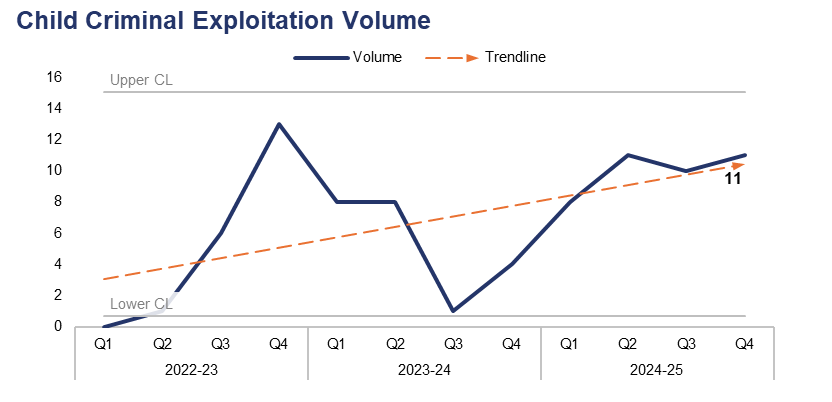 Child Criminal Exploitation Volume
Volume Trendline
16
Upper CL
14
12
10
11
8
6
4
2
Lower CL
0
Q1 Q2 Q3 Q4 Q1 Q2 Q3 Q4 Q1 Q2 Q3 Q4
2022-23 2023-24 2024-25